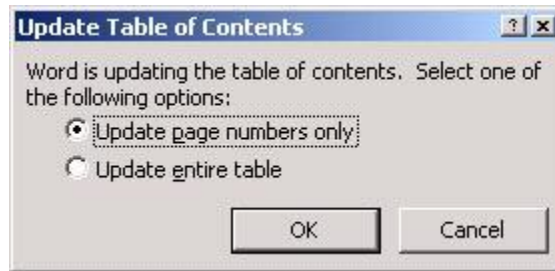 Update Table of Contents
Word is updating the table of contents. Select one of
the following options:
Update page numbers only
Update entire table
OK Cancel